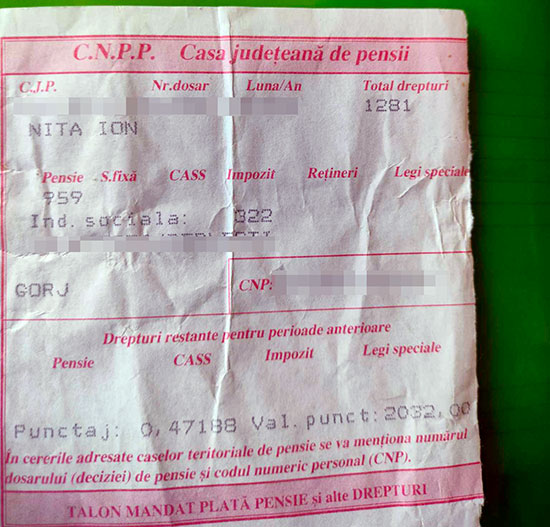 C.N.P.P. Casa județeană de pensii
C.J.P. Nr.dosar Luna/An Total drepturi
1281
NITA ION
Pensie S.fixă CASS Impozit Rețineri Legi speciale
959
Ind. sociala: 322
GORJ
CNP:
Drepturi restante pentru perioade anterioare
Pensie CASS Impozit Legi speciale
Punctaj: 0,47188 Val. punct: 2032,00
În cererile adresate caselor teritoriale de pensie se va menționa numărul
dosarului (deciziei) de pensie și codul numeric personal (CNP).
TALON MANDAT PLATĂ PENSIE și alte DREPTURI